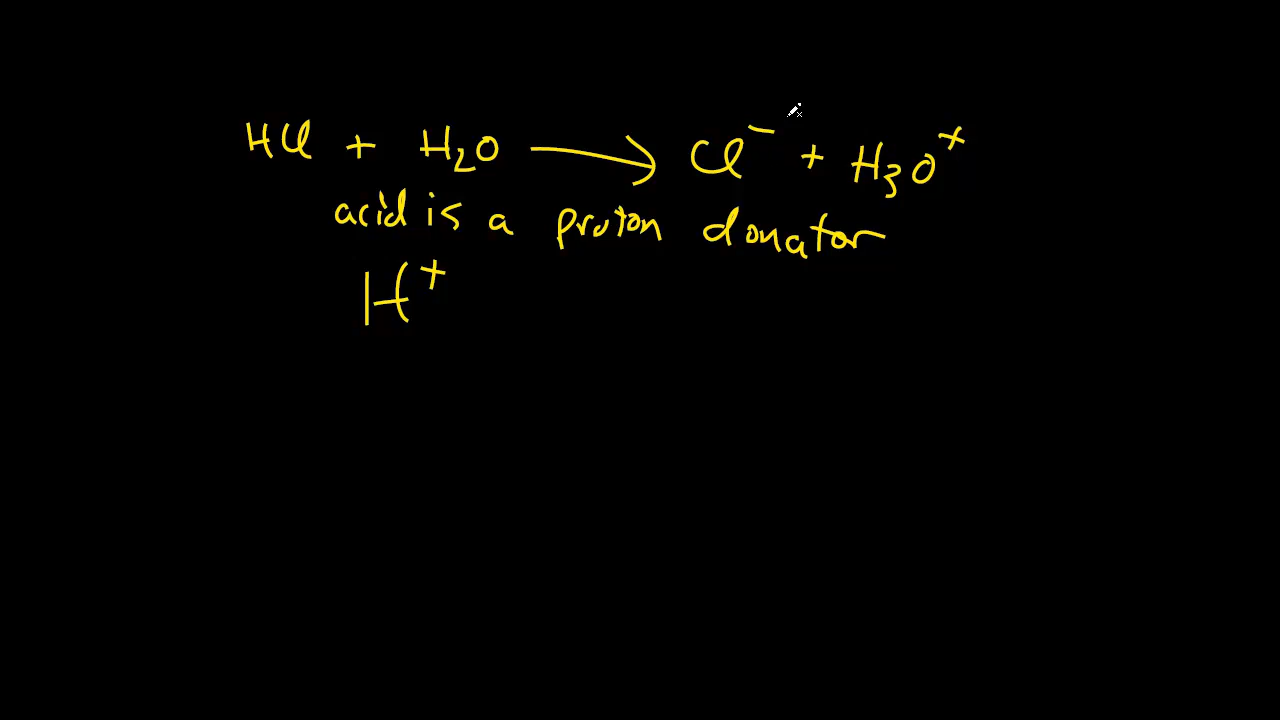 HCl + H₂O → Cl⁻ + H₃O⁺
acid is a proton donator
H⁺